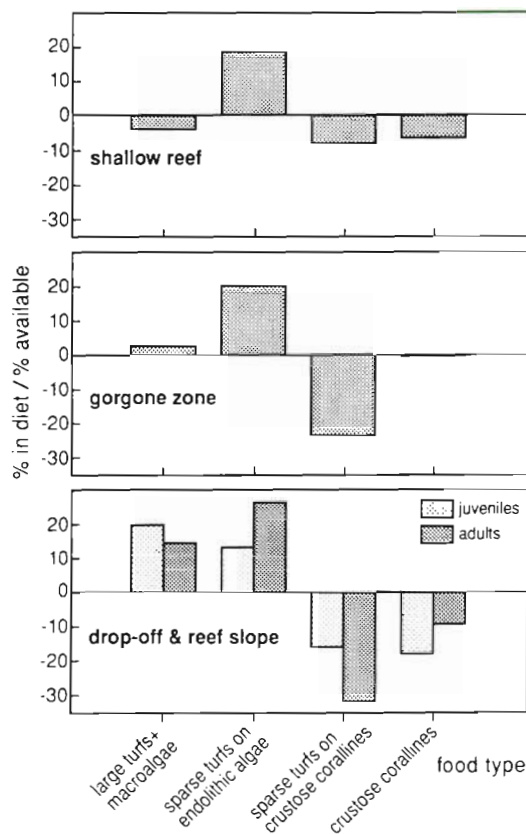 % in diet / % available
20
10
0
-10
-20
-30
shallow reef
20
10
0
-10
-20
-30
gorgone zone
juveniles
adults
20
10
0
-10
-20
-30
drop-off & reef slope
large turfs+
macroalgae
sparse turfs on
endolithic algae
sparse turfs on
crustose corallines
crustose corallines
food type